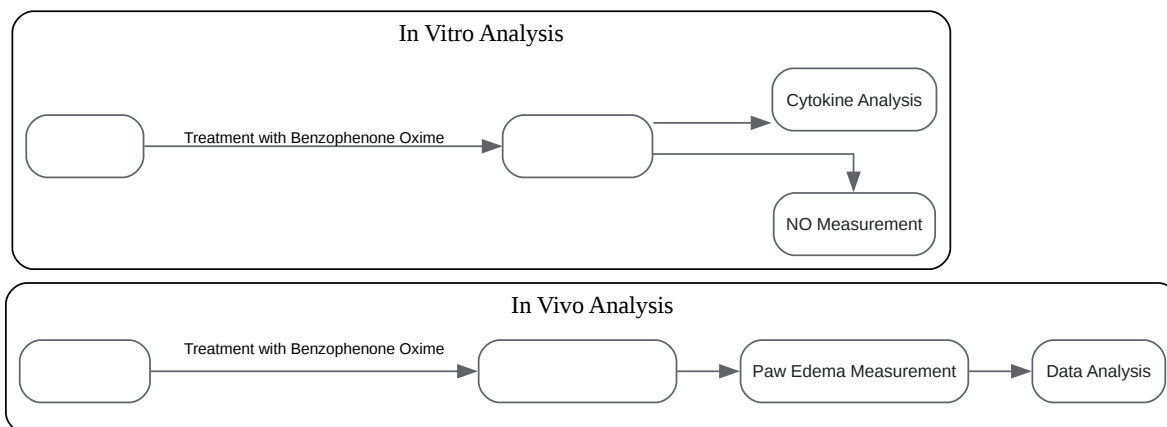 In Vitro Analysis
Cytokine Analysis
Treatment with Benzophenone Oxime
NO Measurement
In Vivo Analysis
Treatment with Benzophenone Oxime
Paw Edema Measurement
Data Analysis